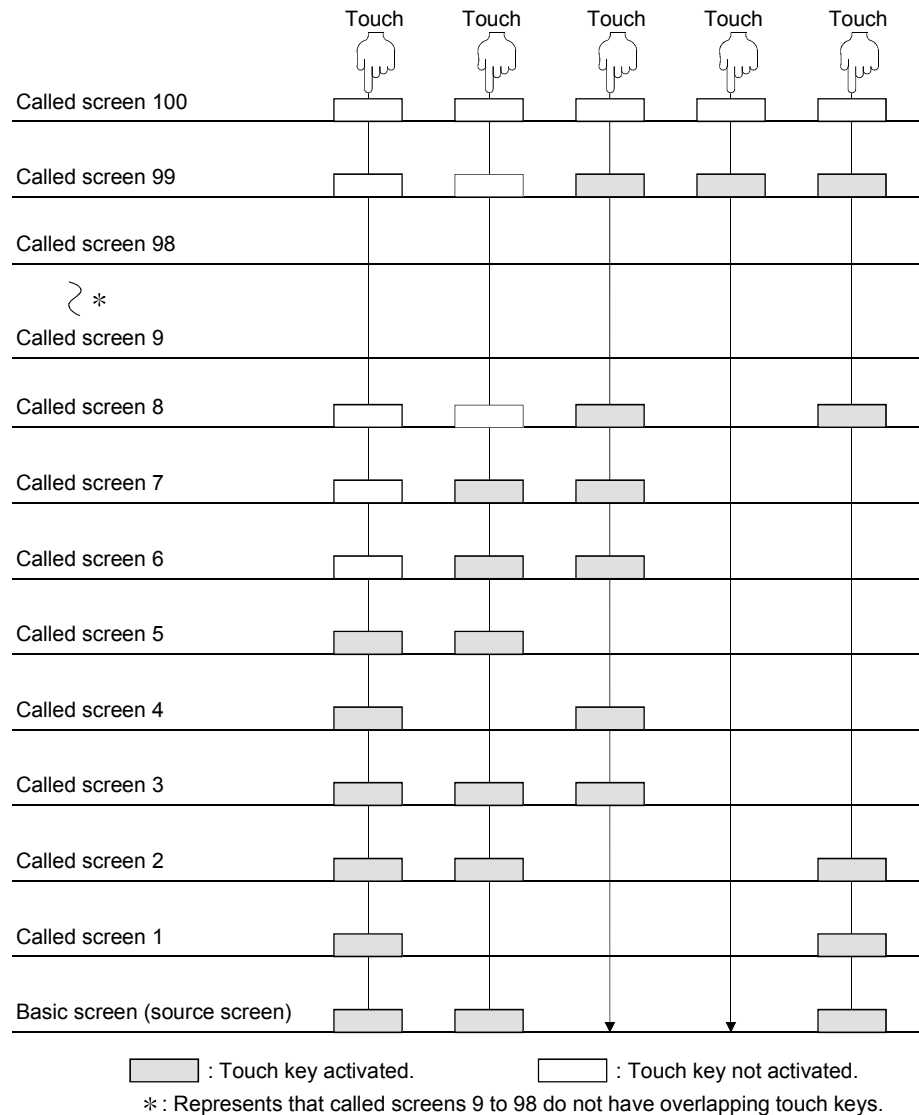 Touch Touch Touch Touch Touch
Called screen 100
Called screen 99
Called screen 98
*
Called screen 9
Called screen 8
Called screen 7
Called screen 6
Called screen 5
Called screen 4
Called screen 3
Called screen 2
Called screen 1
Basic screen (source screen)
: Touch key activated. : Touch key not activated.
* : Represents that called screens 9 to 98 do not have overlapping touch keys.